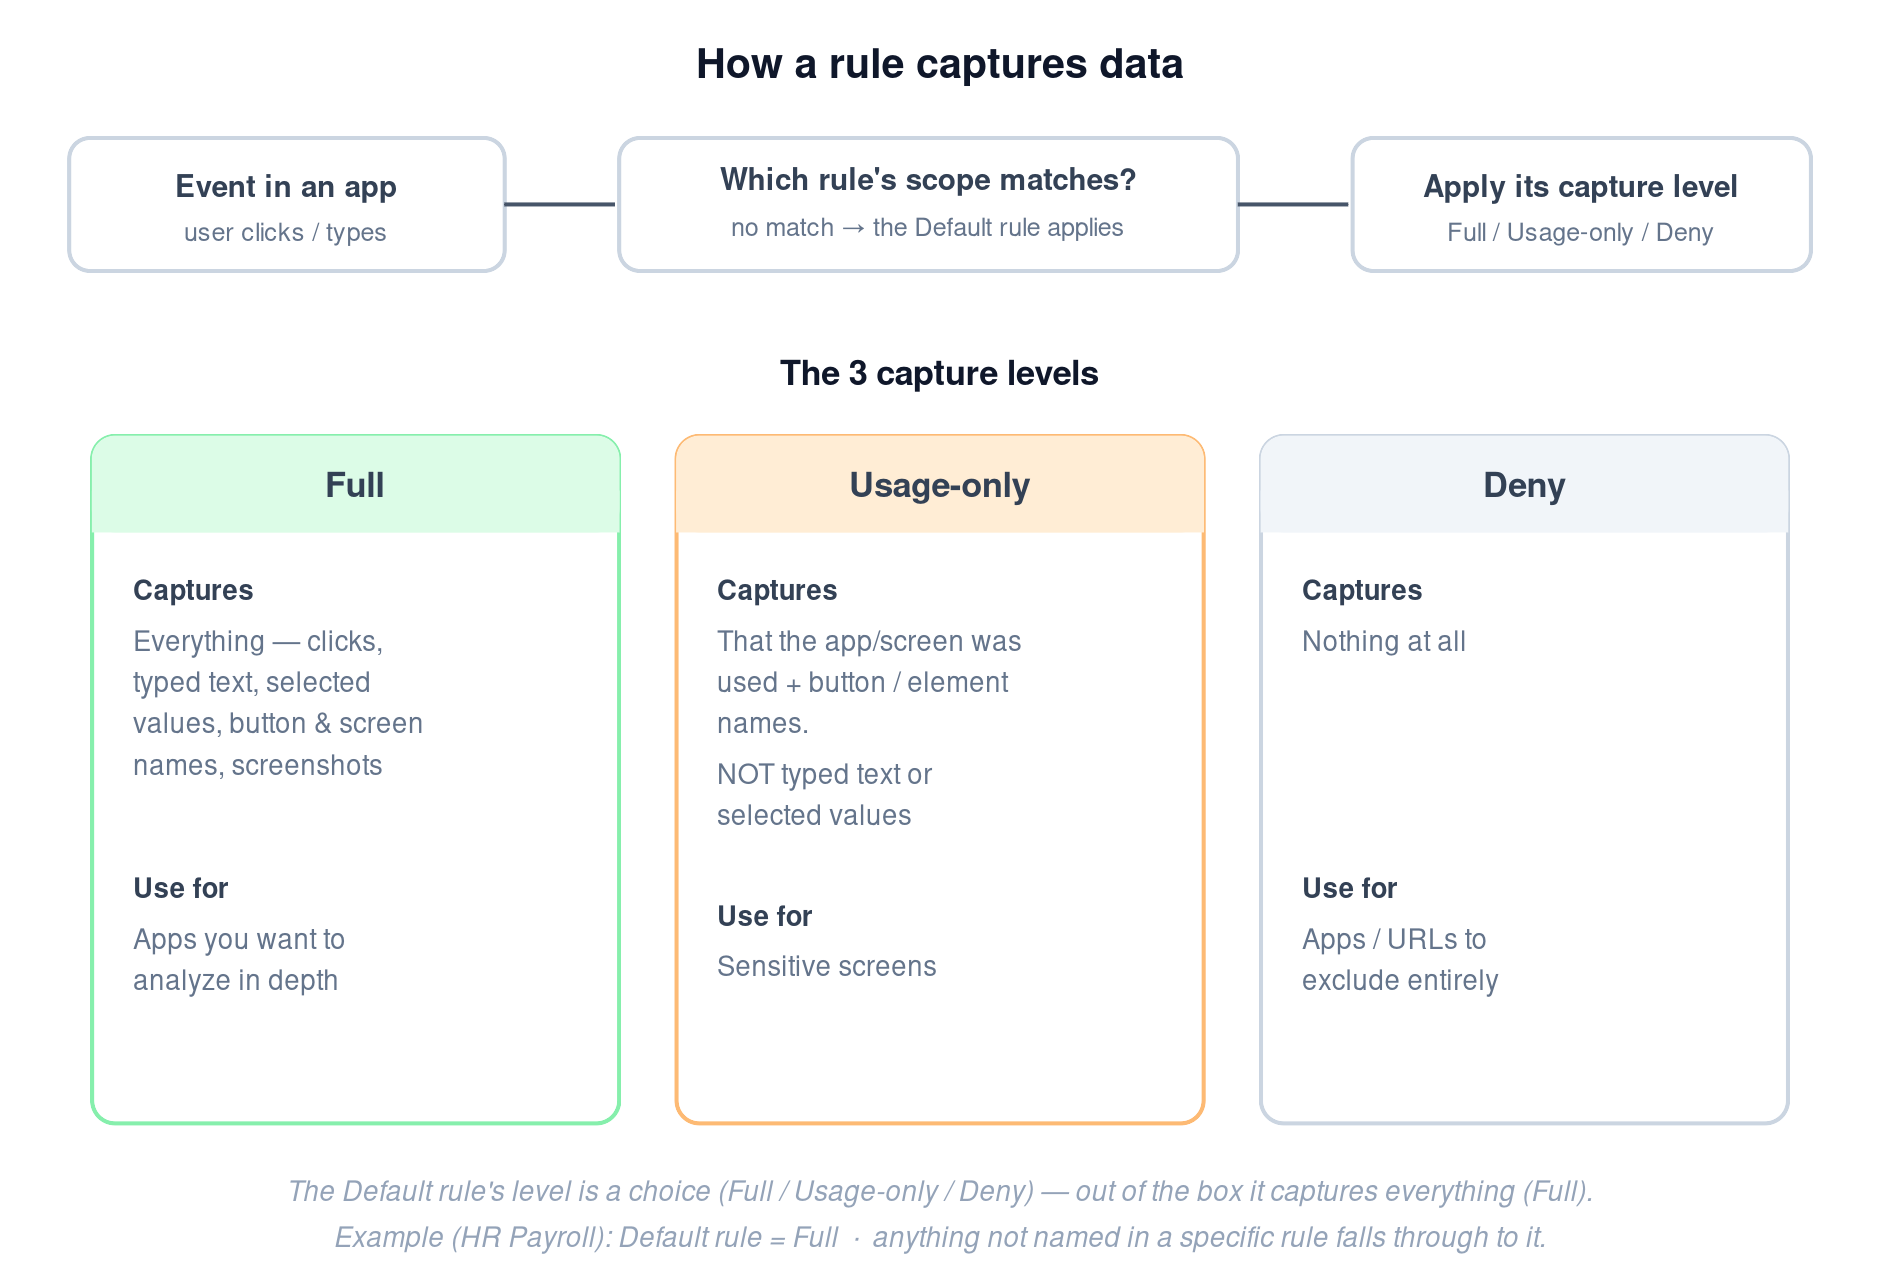 How a rule captures data
Event in an app
user clicks / types
Which rule's scope matches?
no match → the Default rule applies
Apply its capture level
Full / Usage-only / Deny
The 3 capture levels
Full
Captures
Everything — clicks,
typed text, selected
values, button & screen
names, screenshots
Use for
Apps you want to
analyze in depth
Usage-only
Captures
That the app/screen was
used + button / element
names.
NOT typed text or
selected values
Use for
Sensitive screens
Deny
Captures
Nothing at all
Use for
Apps / URLs to
exclude entirely
The Default rule's level is a choice (Full / Usage-only / Deny) — out of the box it captures everything (Full).
Example (HR Payroll): Default rule = Full · anything not named in a specific rule falls through to it.